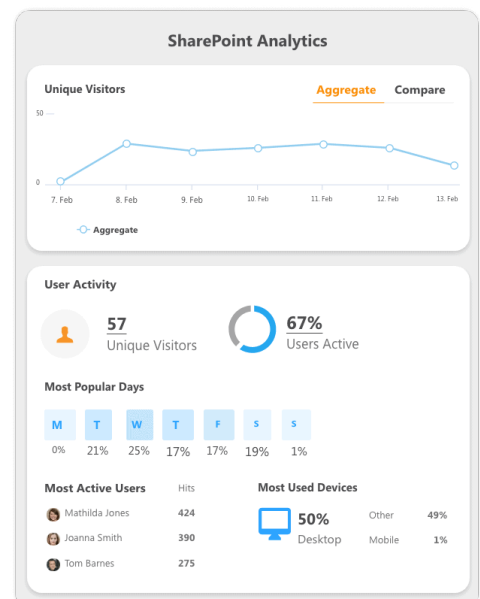 SharePoint Analytics
Unique Visitors
Aggregate Compare
50
0
7. Feb 8. Feb 9. Feb 10. Feb 11. Feb 12. Feb 13. Feb
Aggregate
User Activity
57
Unique Visitors
67%
Users Active
Most Popular Days
M T W T F S S
0% 21% 25% 17% 17% 19% 1%
Most Active Users Hits
Mathilda Jones 424
Joanna Smith 390
Tom Barnes 275
Most Used Devices
50%
Desktop
Other 49%
Mobile 1%